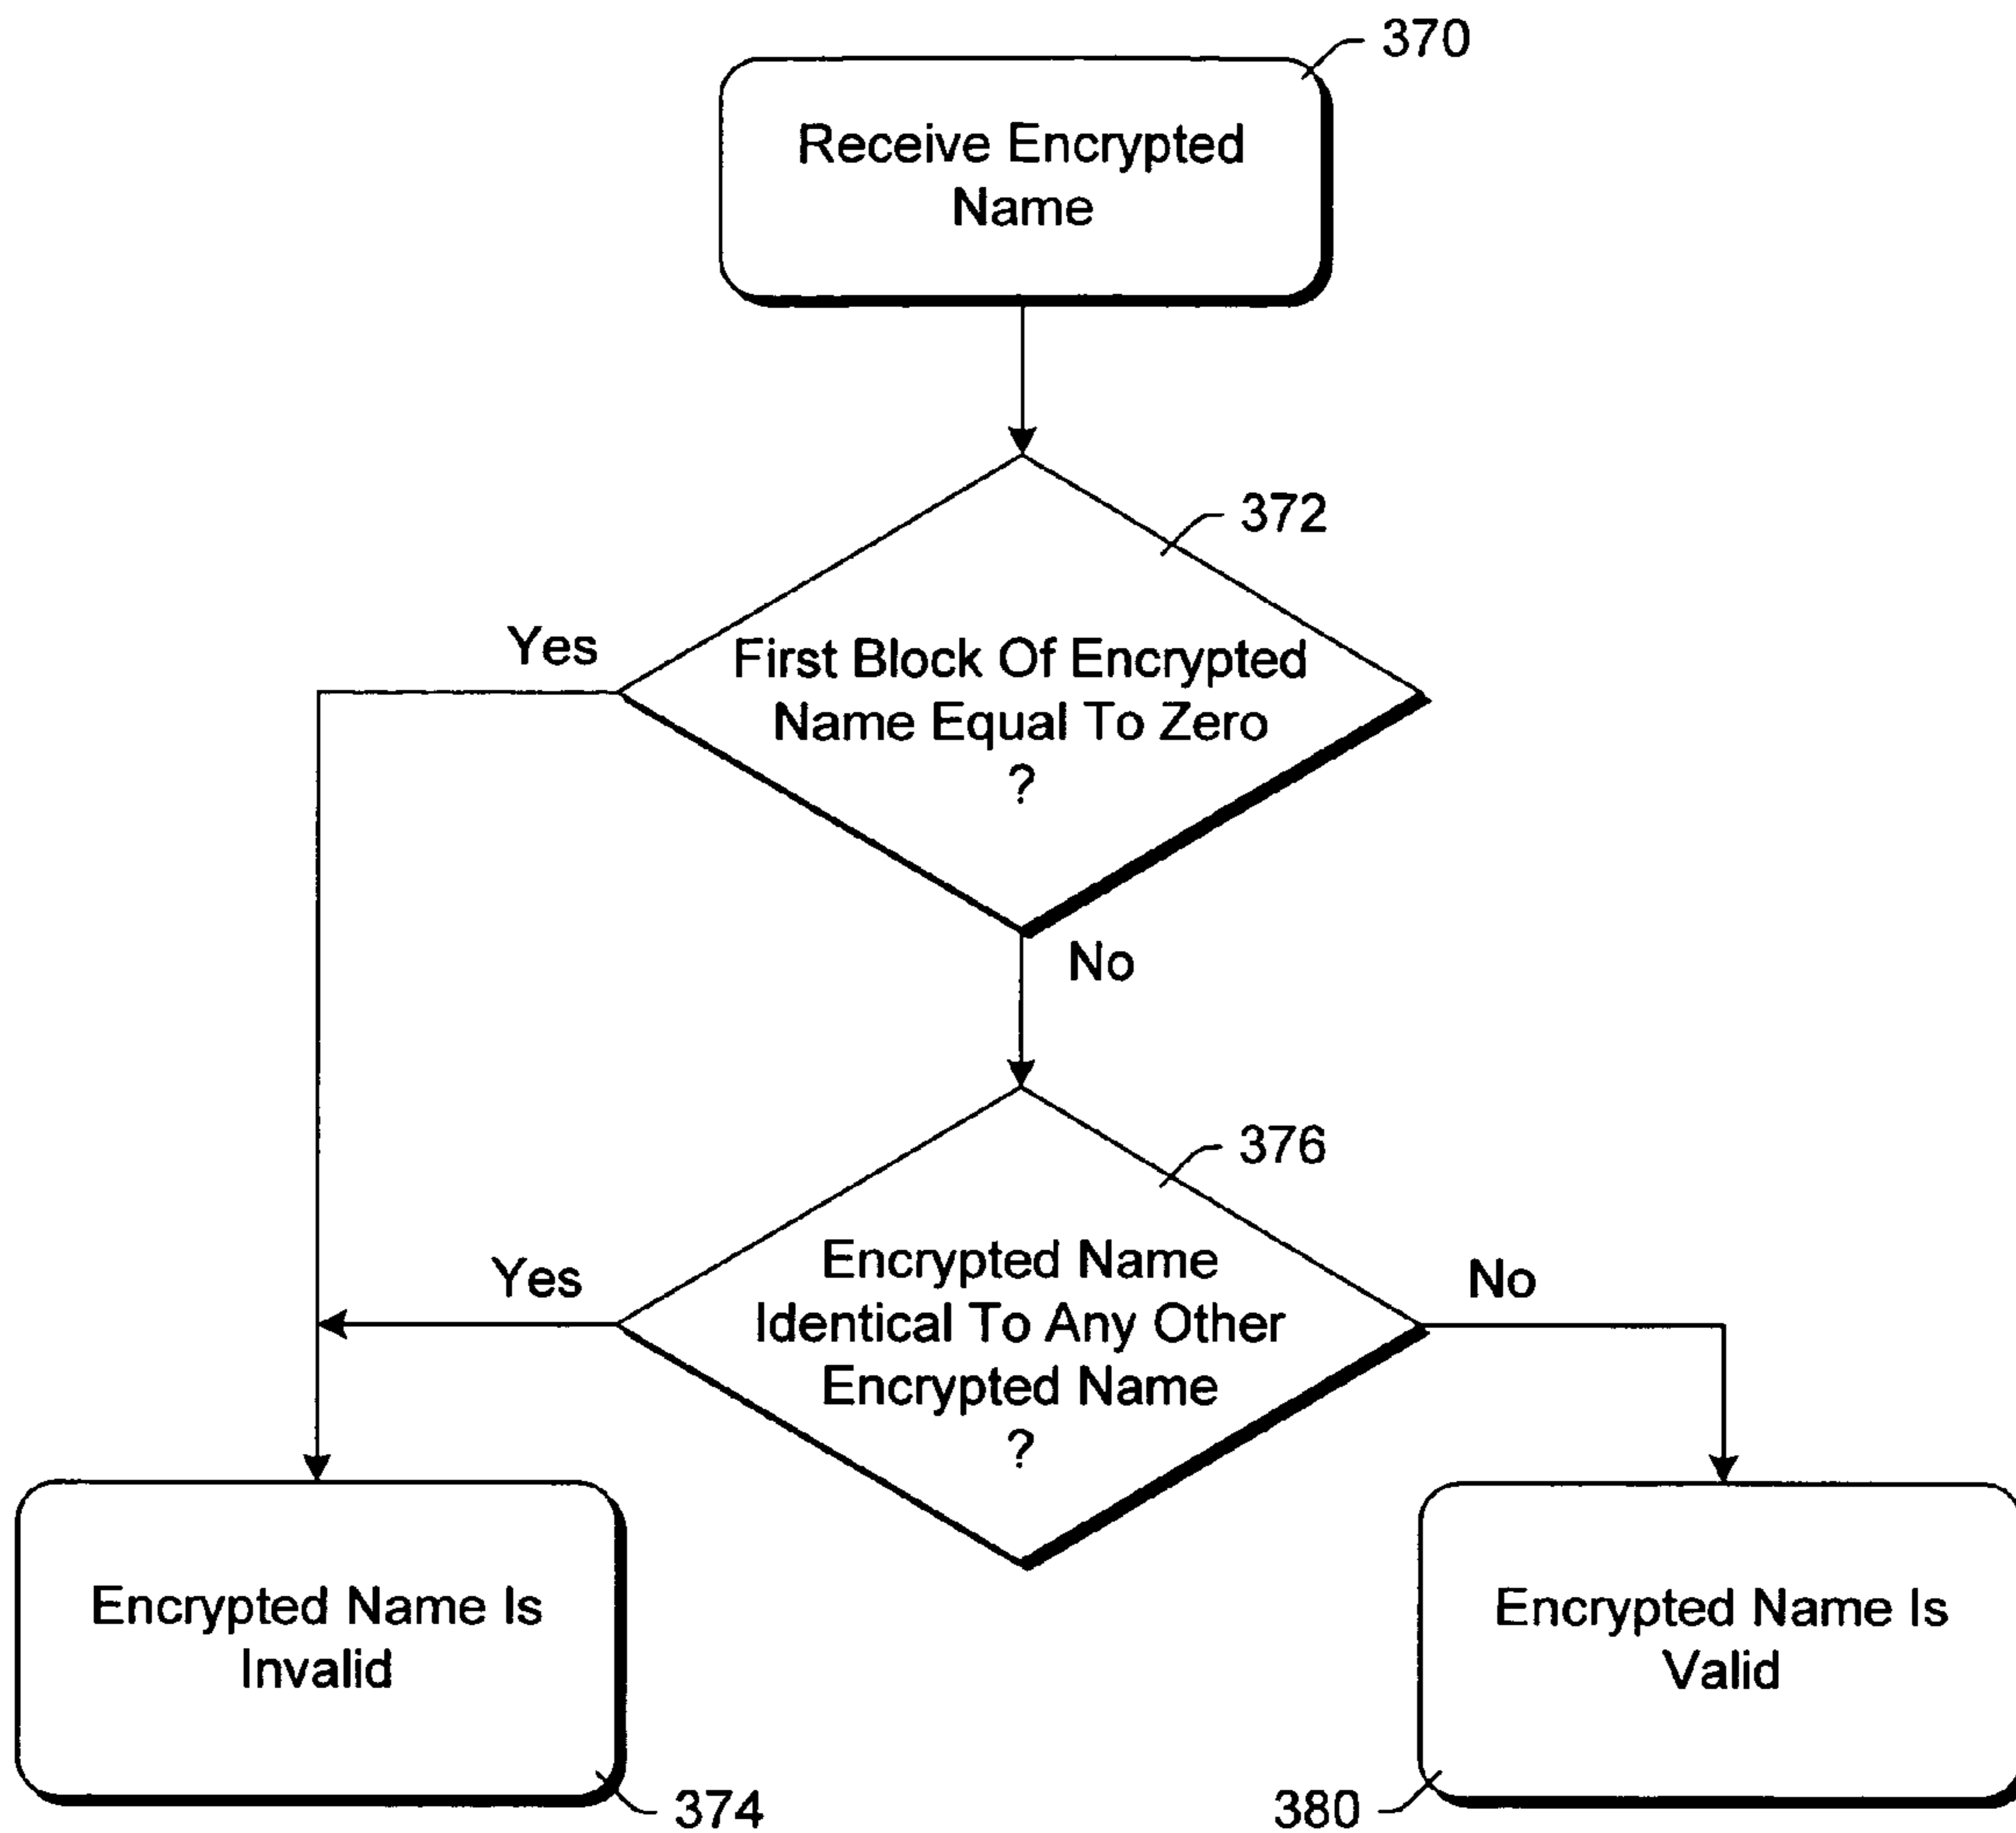 370
Receive Encrypted
Name
372
Yes
First Block Of Encrypted
Name Equal To Zero
?
No
376
Yes
Encrypted Name
Identical To Any Other
Encrypted Name
?
No
Encrypted Name Is
Invalid
374
Encrypted Name Is
Valid
380